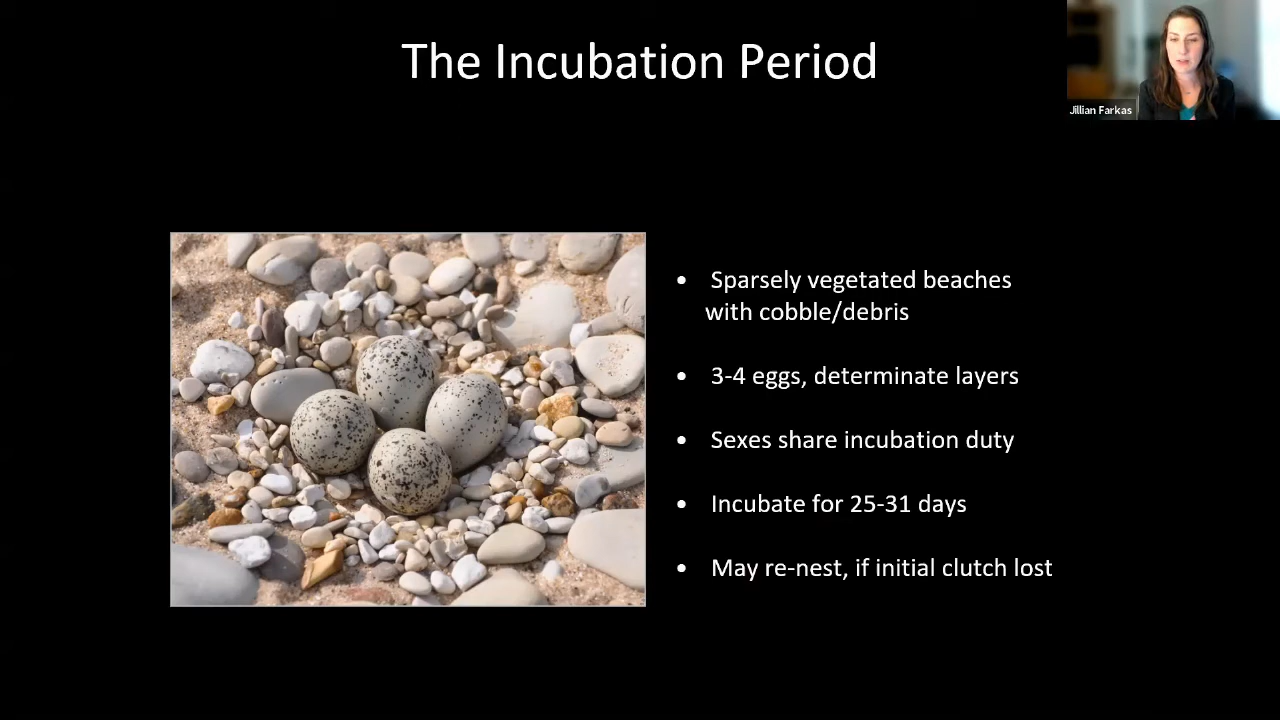 The Incubation Period
Jillian Farkas
• Sparsely vegetated beaches
with cobble/debris
• 3-4 eggs, determinate layers
• Sexes share incubation duty
• Incubate for 25-31 days
• May re-nest, if initial clutch lost